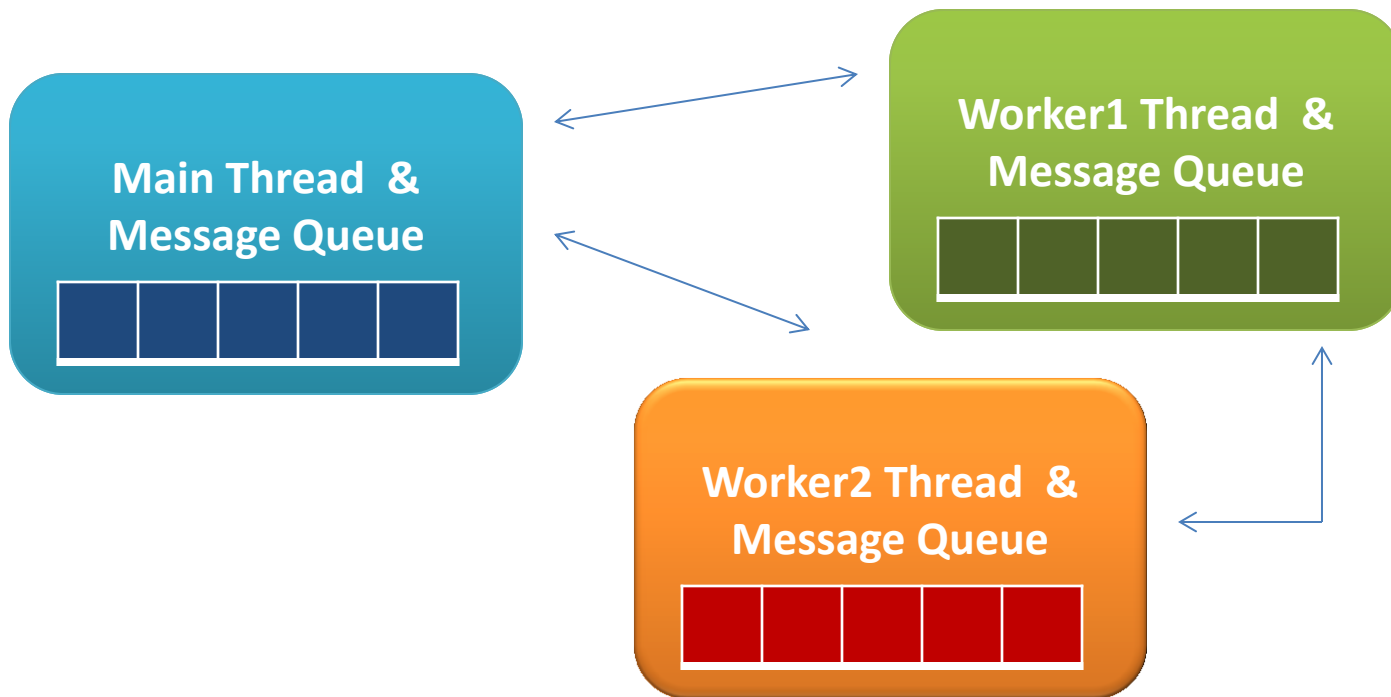 Main Thread  &
Message Queue
Worker1 Thread  &
Message Queue
Worker2 Thread  &
Message Queue